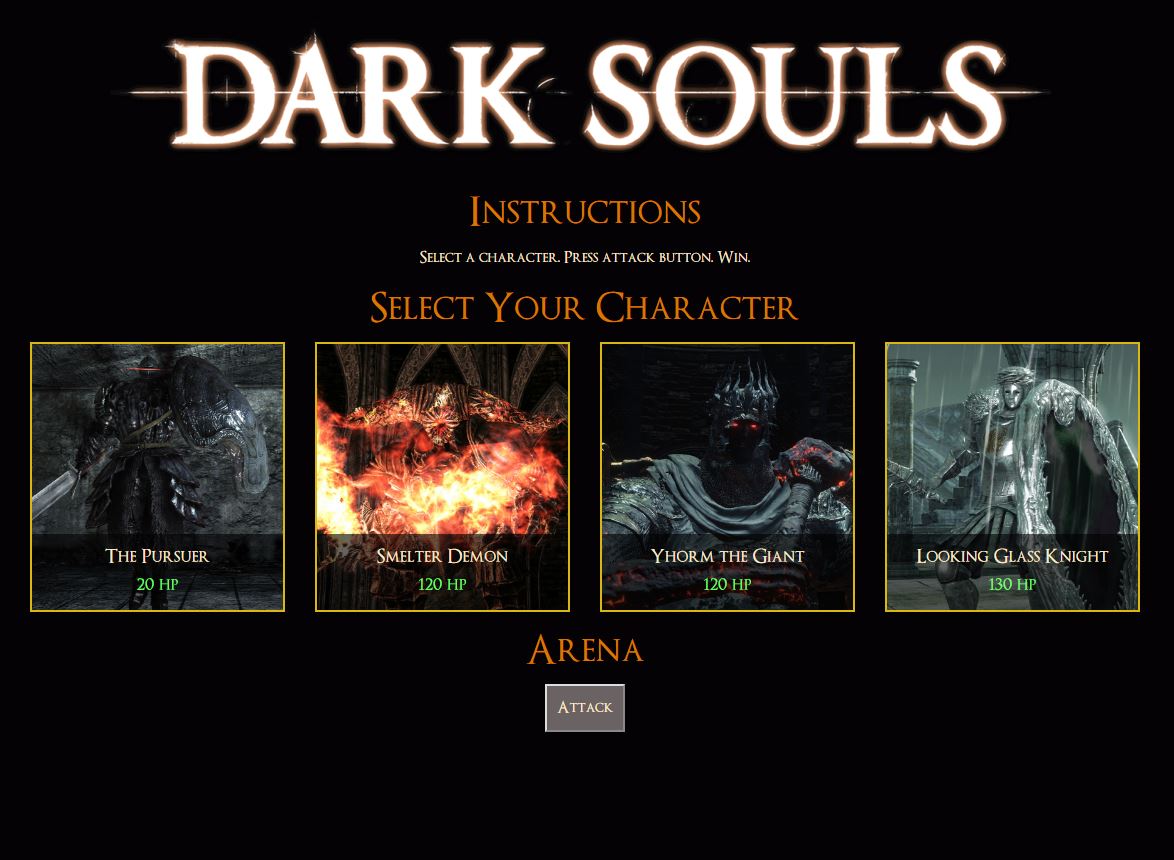 DARK SOULS
Instructions
Select a character. Press attack button. Win.
Select Your Character
The Pursuer
20 HP
Smelter Demon
120 HP
Yhorm the Giant
120 HP
Looking Glass Knight
130 HP
Arena
Attack